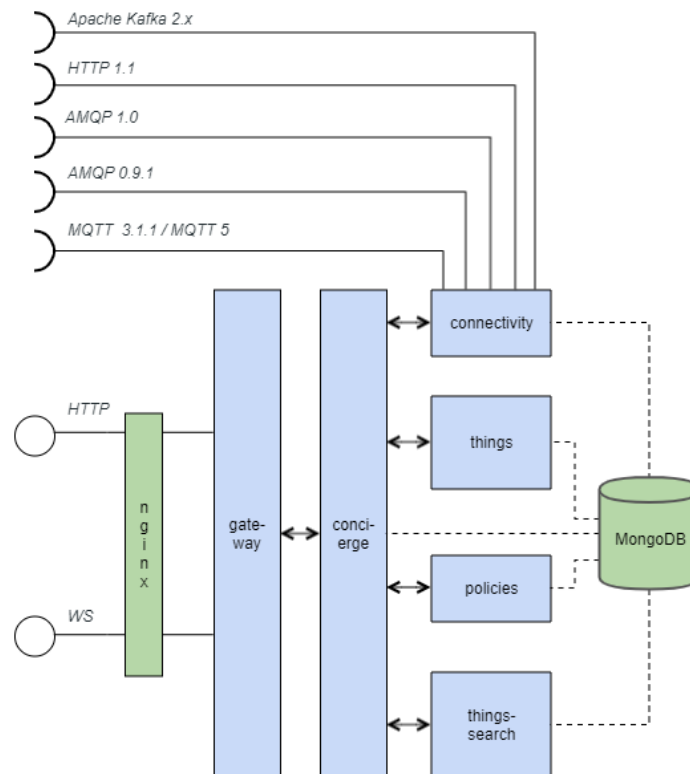 Apache Kafka 2.x
HTTP 1.1
AMQP 1.0
AMQP 0.9.1
MQTT 3.1.1 / MQTT 5
connectivity
HTTP
things
nginx
gate-
way
conci-
erge
MongoDB
policies
WS
things-
search